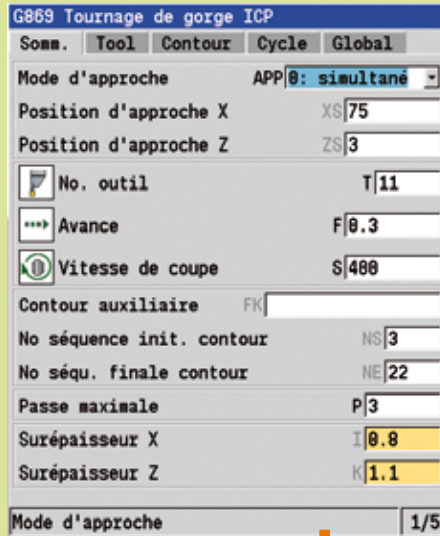 G869 Tournage de gorge ICP
Somm. Tool Contour Cycle Global
Mode d'approche APP 0: simultané
Position d'approche X XS 75
Position d'approche Z ZS 3
No. outil T 11
Avance F 0.3
Vitesse de coupe S 400
Contour auxiliaire FK
No séquence init. contour NS 3
No séqu. finale contour NE 22
Passe maximale P 3
Surépaisseur X I 0.8
Surépaisseur Z K 1.1
Mode d'approche 1/5